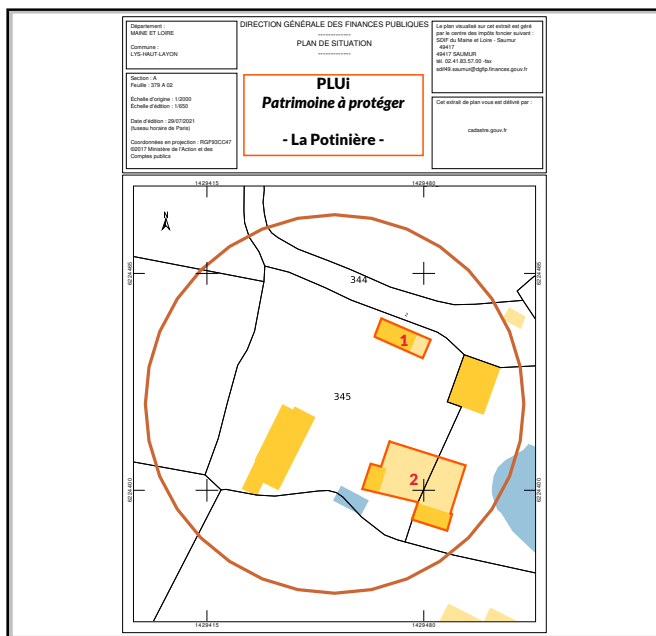 Département :
MAINE ET LOIRE
Commune :
LYS-HAUT-LAYON
Section : A
Feuille : 379 A 02
Échelle d'origine : 1/2000
Échelle d'édition : 1/650
Date d'édition : 29/07/2021
(fuseau horaire de Paris)
Coordonnées en projection : RGF93CC47
©2017 Ministère de l'Action et des
Comptes publics
DIRECTION GÉNÉRALE DES FINANCES PUBLIQUES
-------------
PLAN DE SITUATION
-------------
PLUi
Patrimoine à protéger
- La Potinière -
Le plan visualisé sur cet extrait est géré
par le centre des impôts foncier suivant :
SDIF du Maine et Loire - Saumur
49417
49417 SAUMUR
tél. 02.41.83.57.00 -fax
sdif49.saumur@dgfip.finances.gouv.fr
Cet extrait de plan vous est délivré par :
cadastre.gouv.fr
1429415
1429480
N
6224465
6224465
344
1
345
2
6224400
6224400
1429415
1429480